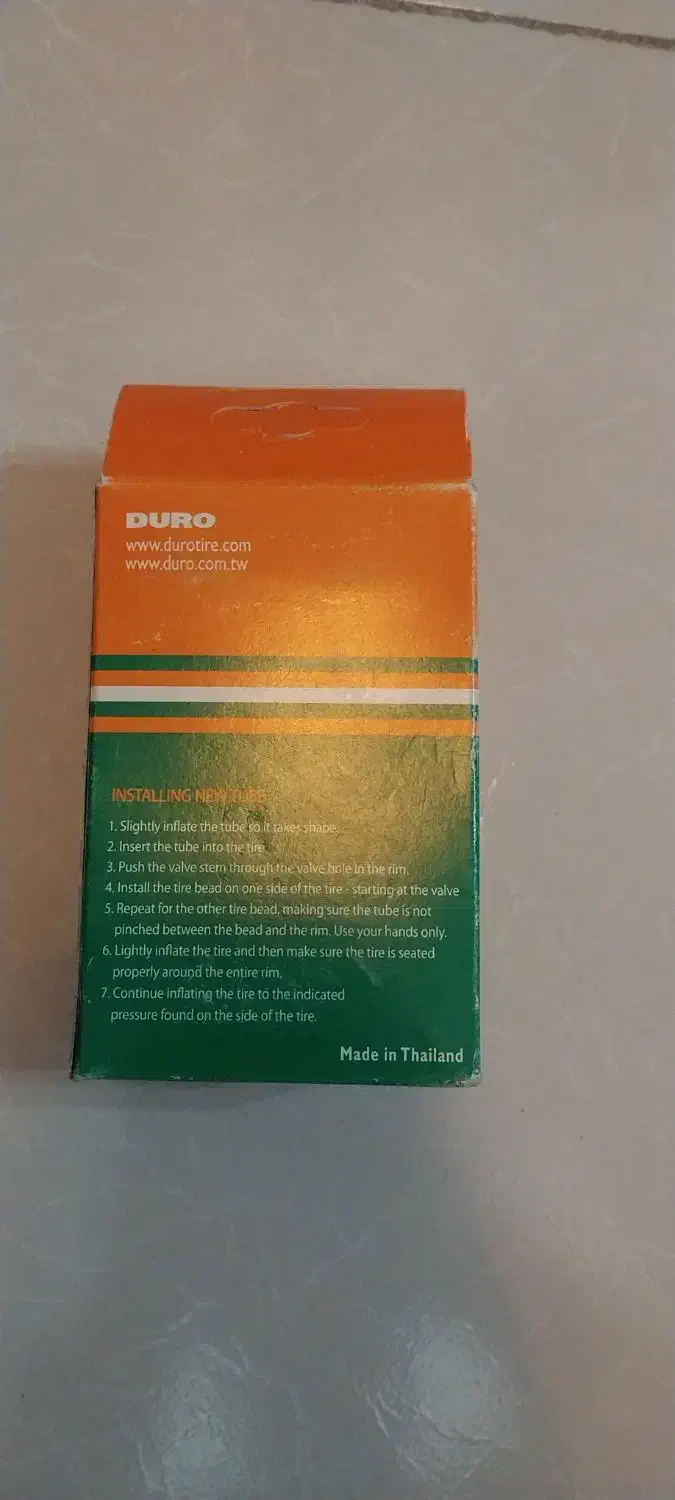 DURO
www.durotire.com
www.duro.com.tw
INSTALLING NEW TUBE
1. Slightly inflate the tube so it takes shape.
2. Insert the tube into the tire.
3. Push the valve stem through the valve hole in the rim.
4. Install the tire bead on one side of the tire - starting at the valve
5. Repeat for the other tire bead, making sure the tube is not
pinched between the bead and the rim. Use your hands only.
6. Lightly inflate the tire and then make sure the tire is seated
properly around the entire rim.
7. Continue inflating the tire to the indicated
pressure found on the side of the tire.
Made in Thailand